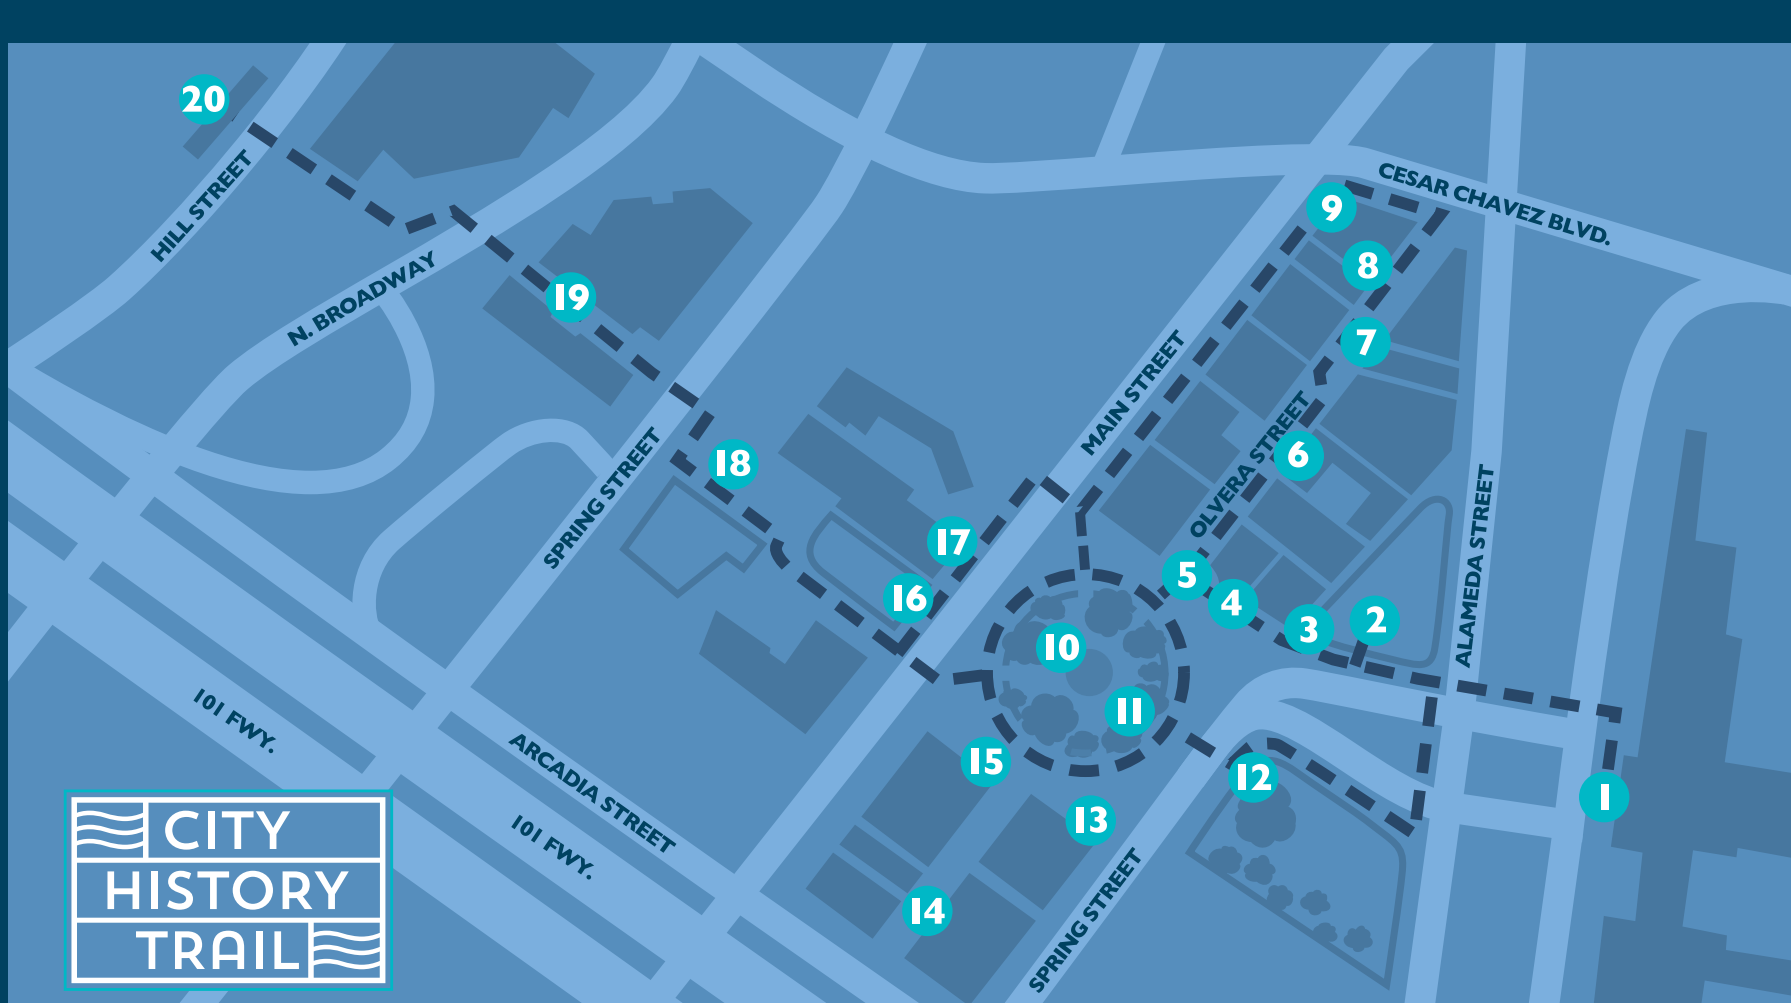 20
HILL STREET
N. BROADWAY
19
CESAR CHAVEZ BLVD.
9
8
7
MAIN STREET
OLVERA STREET
6
18
SPRING STREET
17
16
5
4
3
2
ALAMEDA STREET
10
11
15
12
1
13
14
101 FWY.
ARCADIA STREET
101 FWY.
SPRING STREET
CITY
HISTORY
TRAIL